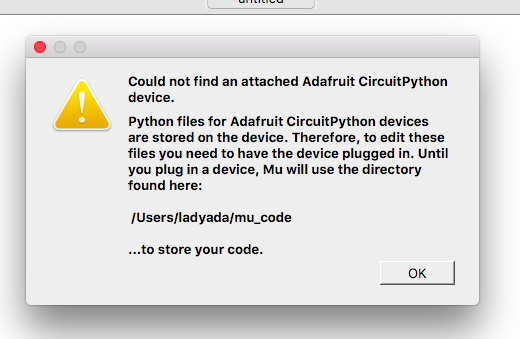 untitled
Could not find an attached Adafruit CircuitPython
device.
Python files for Adafruit CircuitPython devices
are stored on the device. Therefore, to edit these
files you need to have the device plugged in. Until
you plug in a device, Mu will use the directory
found here:
/Users/ladyada/mu_code
...to store your code.
OK